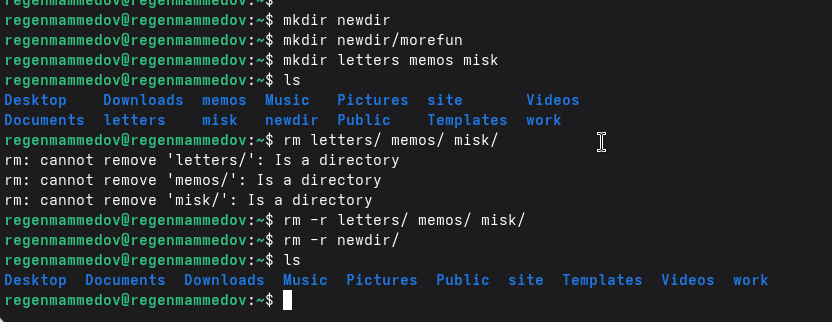 regenmammedov@regenmammedov:~$
regenmammedov@regenmammedov:~$ mkdir newdir
regenmammedov@regenmammedov:~$ mkdir newdir/morefun
regenmammedov@regenmammedov:~$ mkdir letters memos misk
regenmammedov@regenmammedov:~$ ls
Desktop    Downloads  memos  Music   Pictures  site       Videos
Documents  letters    misk   newdir  Public    Templates  work
regenmammedov@regenmammedov:~$ rm letters/ memos/ misk/
rm: cannot remove 'letters/': Is a directory
rm: cannot remove 'memos/': Is a directory
rm: cannot remove 'misk/': Is a directory
regenmammedov@regenmammedov:~$ rm -r letters/ memos/ misk/
regenmammedov@regenmammedov:~$ rm -r newdir/
regenmammedov@regenmammedov:~$ ls
Desktop  Documents  Downloads  Music  Pictures  Public  site  Templates  Videos  work
regenmammedov@regenmammedov:~$